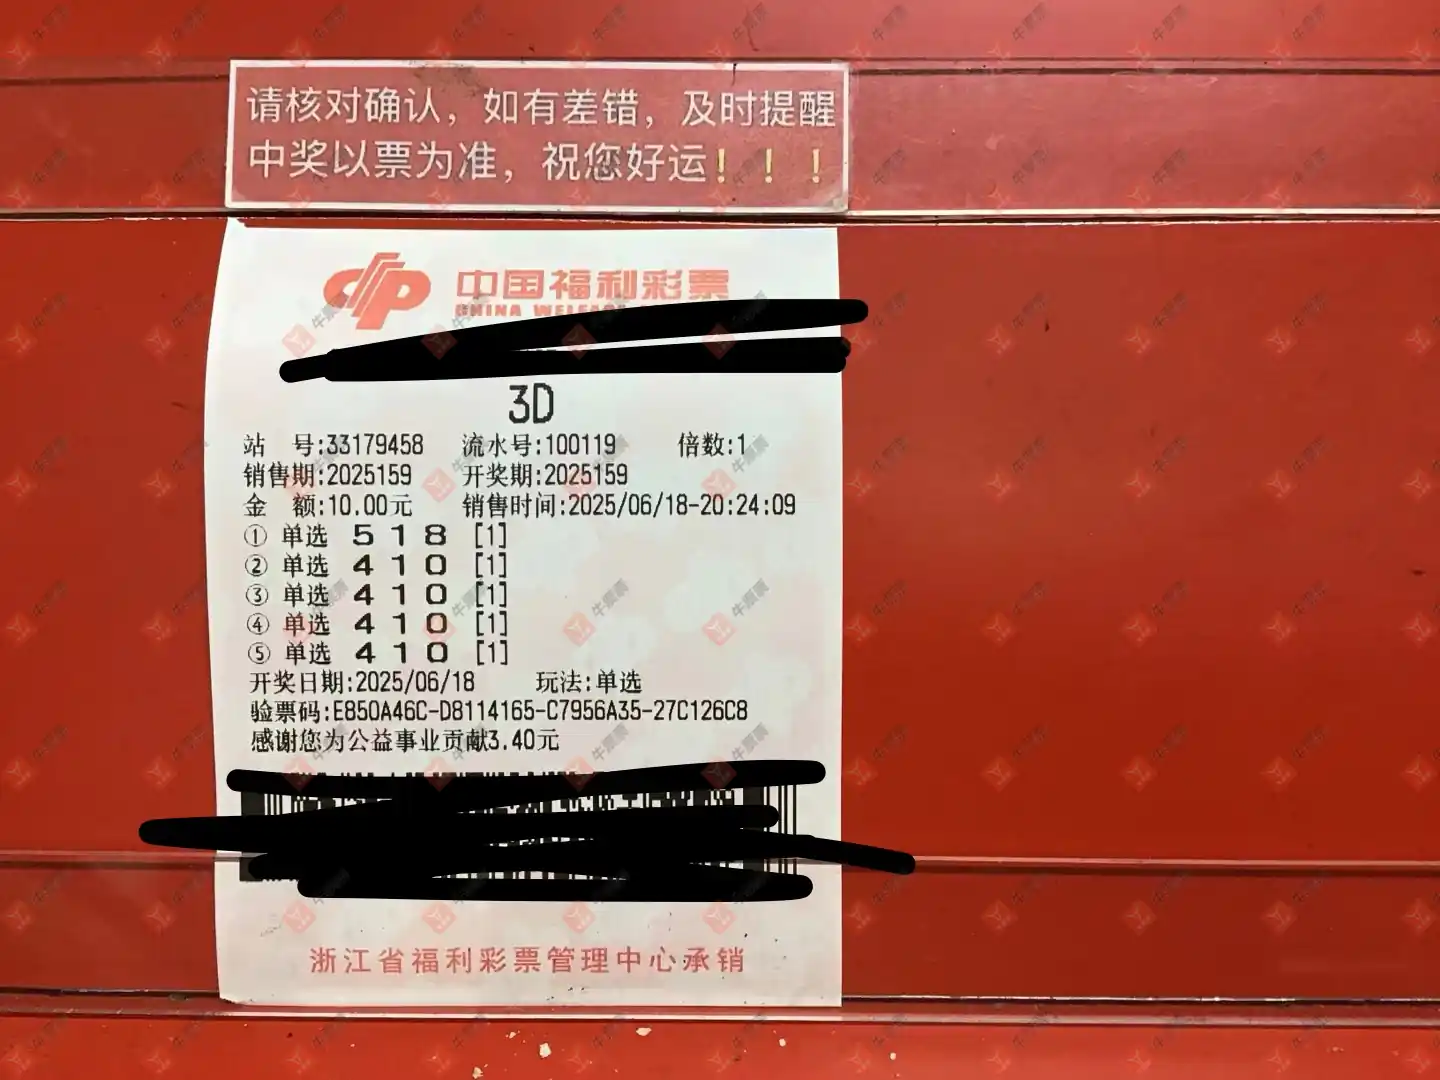 请核对确认，如有差错，及时提醒
中奖以票为准，祝您好运！！！
中国福利彩票
CHINA WELFARE
3D
站 号:33179458 流水号:100119 倍数:1
销售期:2025159 开奖期:2025159
金 额:10.00元 销售时间:2025/06/18-20:24:09
① 单选 5 1 8 [1]
② 单选 4 1 0 [1]
③ 单选 4 1 0 [1]
④ 单选 4 1 0 [1]
⑤ 单选 4 1 0 [1]
开奖日期:2025/06/18 玩法:单选
验票码:E850A46C-D8114165-C7956A35-27C126C8
感谢您为公益事业贡献3.40元
浙江省福利彩票管理中心承销
牛票票